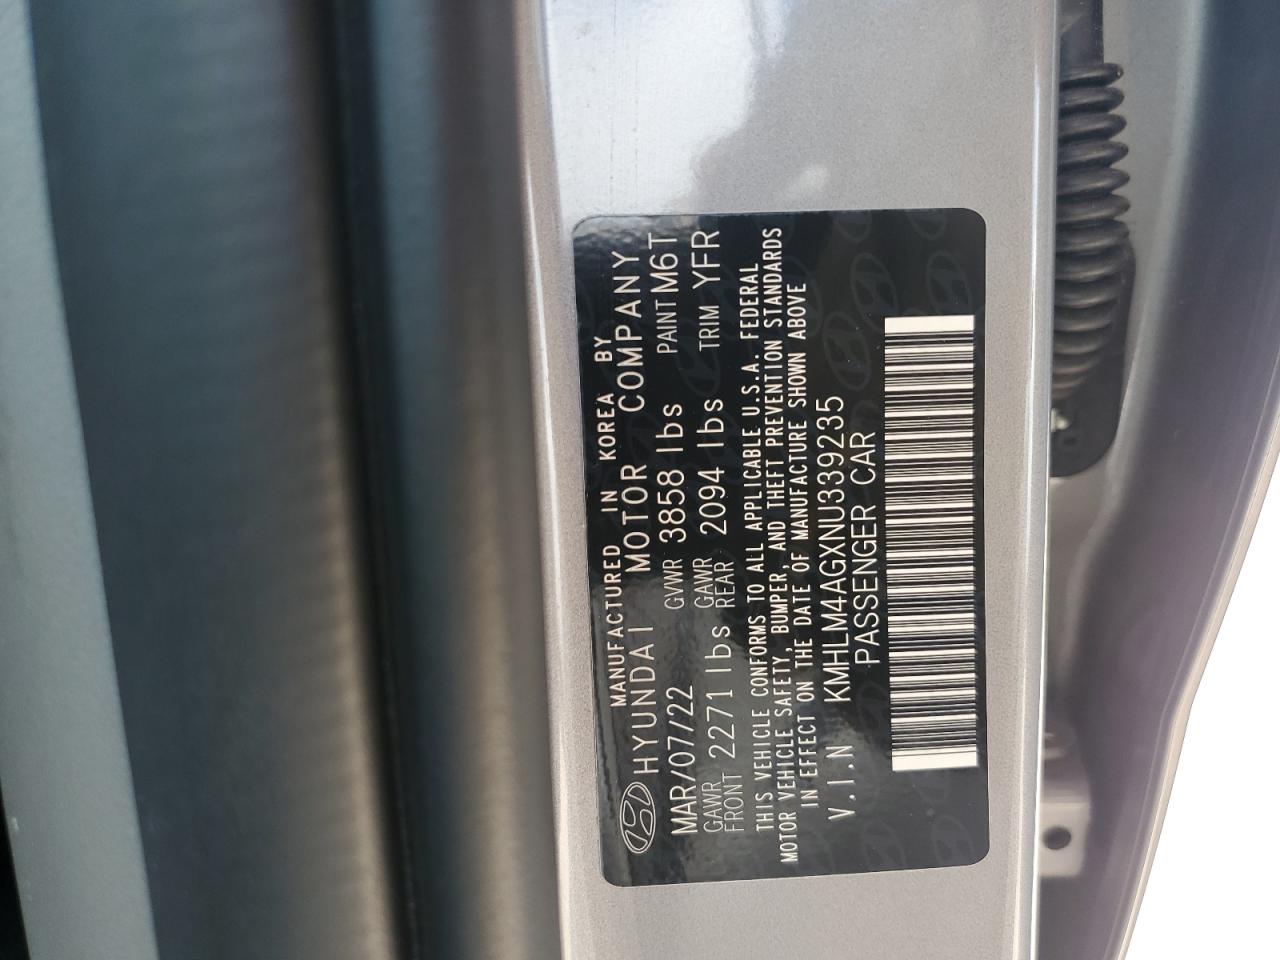 MANUFACTURED IN KOREA BY
HYUNDAI MOTOR COMPANY
MAR/07/22 GVWR 3858 lbs PAINT M6T
GAWR FRONT 2271 lbs GAWR REAR 2094 lbs TRIM YFR
THIS VEHICLE CONFORMS TO ALL APPLICABLE U.S.A. FEDERAL
MOTOR VEHICLE SAFETY, BUMPER, AND THEFT PREVENTION STANDARDS
IN EFFECT ON THE DATE OF MANUFACTURE SHOWN ABOVE
V.I.N KMHLM4AGXNU339235
PASSENGER CAR